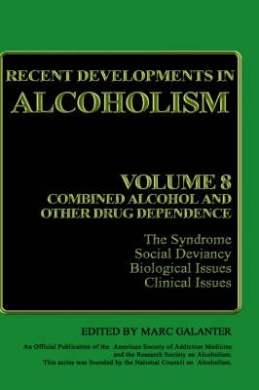 RECENT DEVELOPMENTS IN
ALCOHOLISM
VOLUME 8
COMBINED ALCOHOL AND
OTHER DRUG DEPENDENCE
The Syndrome
Social Deviancy
Biological Issues
Clinical Issues
EDITED BY MARC GALANTER
An Official Publication of the American Society of Addiction Medicine
and the Research Society on Alcoholism.
This series was founded by the National Council on Alcoholism.